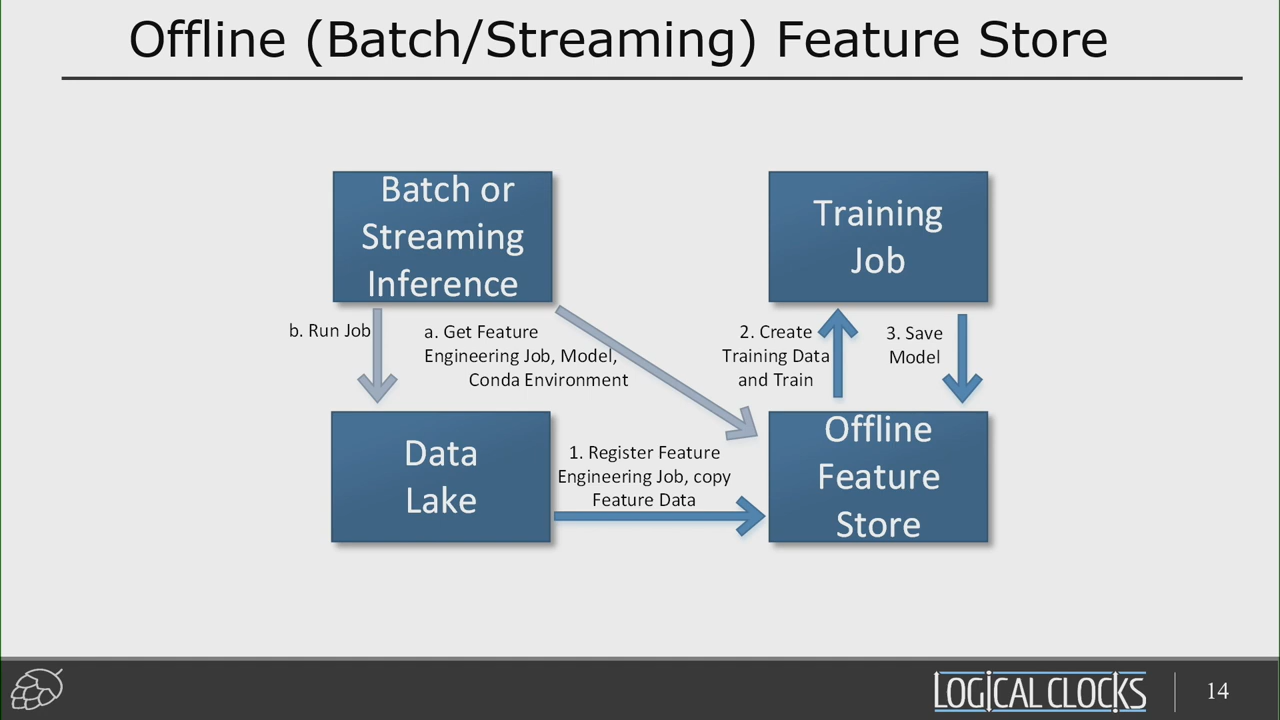 Offline (Batch/Streaming) Feature Store
Batch or
Streaming
Inference
Training
Job
b. Run Job
a. Get Feature
Engineering Job, Model,
Conda Environment
2. Create
Training Data
and Train
3. Save
Model
Data
Lake
1. Register Feature
Engineering Job, copy
Feature Data
Offline
Feature
Store
LOGICAL CLOCKS
14